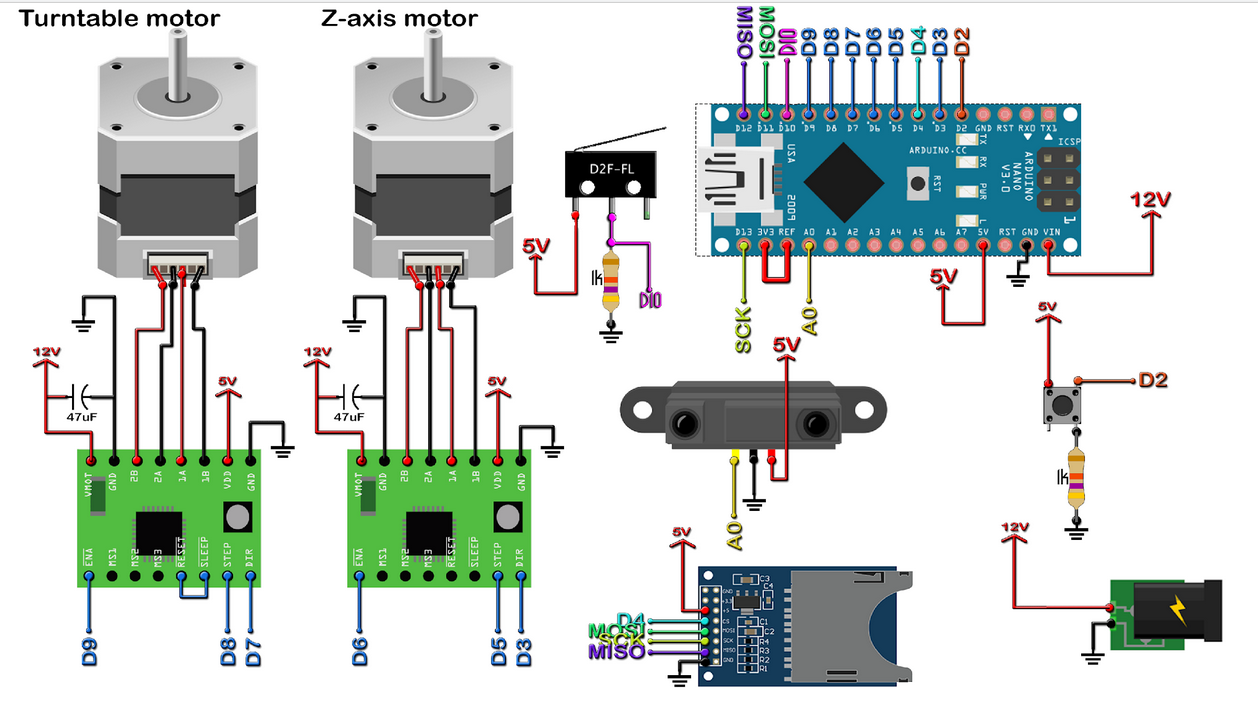 Turntable motor
Z-axis motor
MISO
MOSI
D10
D9
D8
D7
D6
D5
D4
D3
D2
D12 D11 D10 D9 D8 D7 D6 D5 D4 D3 D2 GND RST RX0 TX1
ICSP
TX
RX
PWR
L
USA
2005
ARDUINO.CC
RST
ARDUINO
NANO
V3.0
1
D13 3V3 REF A0 A1 A2 A3 A4 A5 A6 A7 5V RST GND VIN
12V
5V
SCK
A0
D2F-FL
5V
1k
D10
12V
47uF
5V
VMOT GND 2B 2A 1A 1B VDD GND
ENA MS1 MS2 MS3 RESET SLEEP STEP DIR
D9
D8
D7
12V
47uF
5V
VMOT GND 2B 2A 1A 1B VDD GND
ENA MS1 MS2 MS3 RESET SLEEP STEP DIR
D6
D5
D3
5V
A0
5V
D2
1k
5V
D4
MOSI
SCK
MISO
GND
+5
CS
MOSI
SCK
MISO
GND
C3
C4
C1
C2
R4
R3
R2
R1
12V